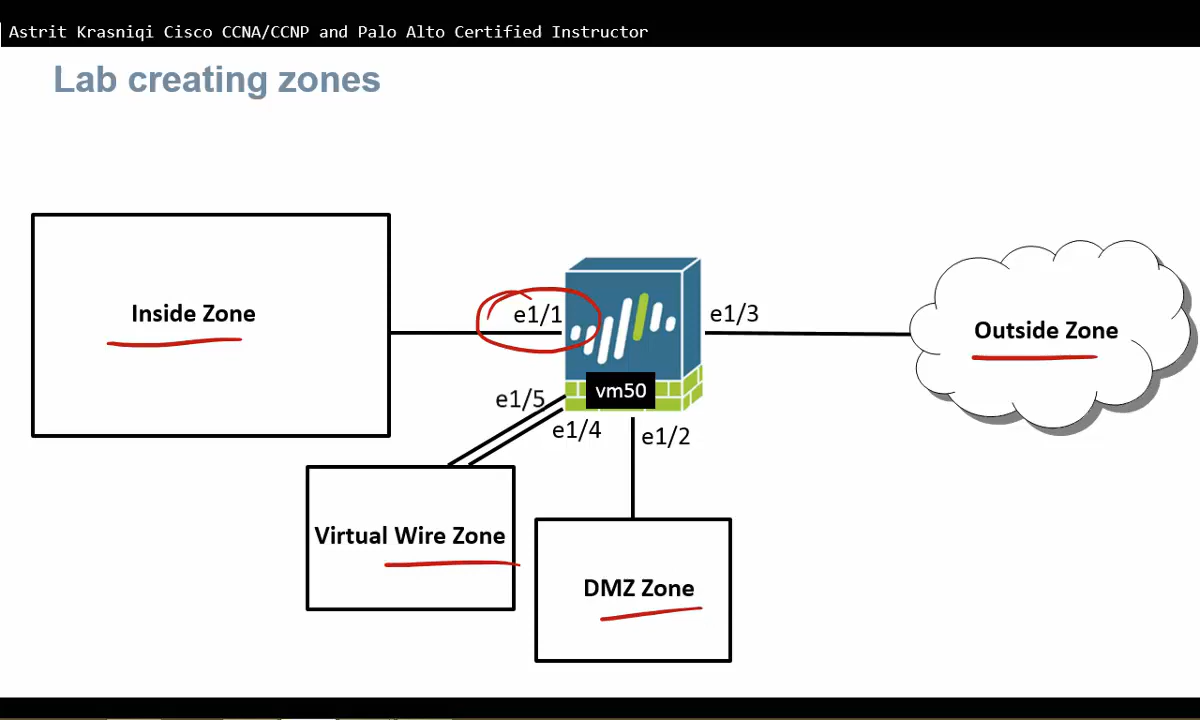 Astrit Krasniqi Cisco CCNA/CCNP and Palo Alto Certified Instructor
Lab creating zones
Inside Zone
e1/1
e1/3
Outside Zone
vm50
e1/5
e1/4
e1/2
Virtual Wire Zone
DMZ Zone